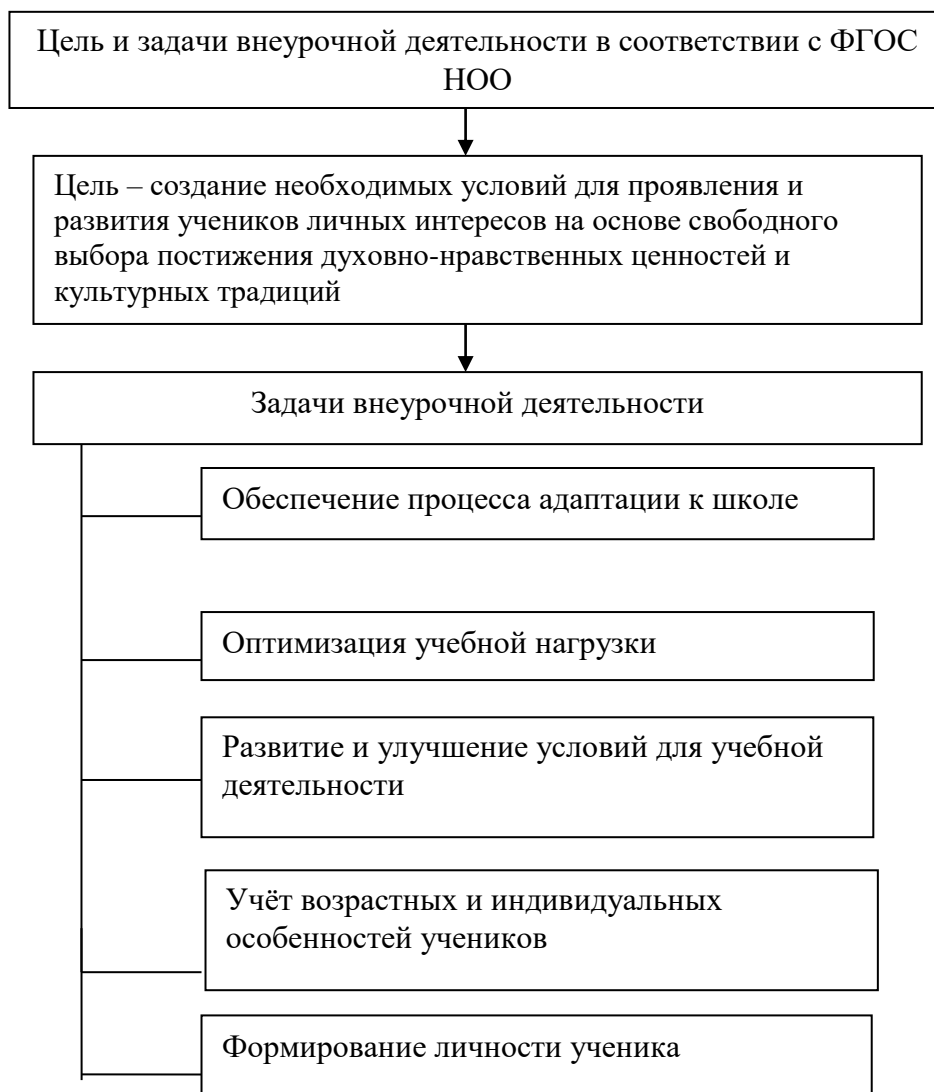 Цель и задачи внеурочной деятельности в соответствии с ФГОС
НОО
Цель – создание необходимых условий для проявления и
развития учеников личных интересов на основе свободного
выбора постижения духовно-нравственных ценностей и
культурных традиций
Задачи внеурочной деятельности
Обеспечение процесса адаптации к школе
Оптимизация учебной нагрузки
Развитие и улучшение условий для учебной
деятельности
Учёт возрастных и индивидуальных
особенностей учеников
Формирование личности ученика